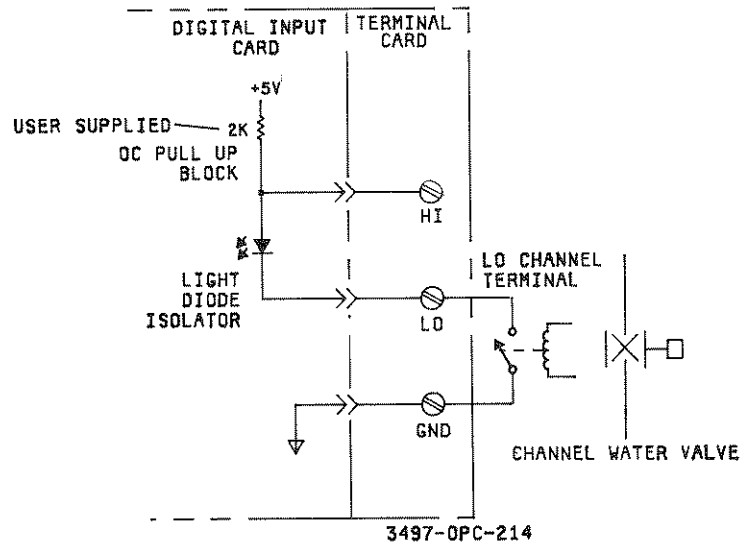 DIGITAL INPUT
CARD
TERMINAL
CARD
+5V
USER SUPPLIED
2K
OC PULL UP
BLOCK
HI
LO CHANNEL
TERMINAL
LIGHT
DIODE
ISOLATOR
LO
GND
CHANNEL WATER VALVE
3497-OPC-214